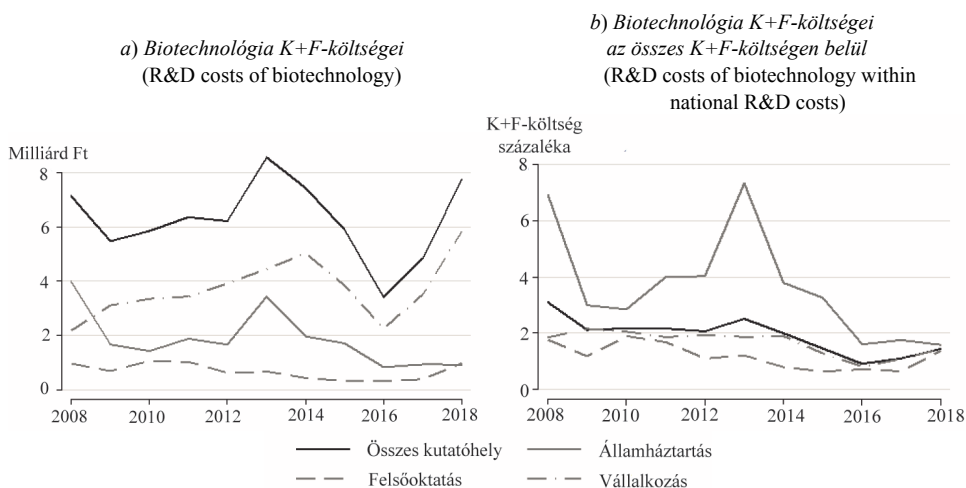 a) Biotechnológia K+F-költségei
(R&D costs of biotechnology)
Milliárd Ft
8
6
4
2
0
2008 2010 2012 2014 2016 2018
b) Biotechnológia K+F-költségei
az összes K+F-költségen belül
(R&D costs of biotechnology within
national R&D costs)
K+F-költség
százaléka
8
6
4
2
0
2008 2010 2012 2014 2016 2018
Összes kutatóhely
Államháztartás
Felsőoktatás
Vállalkozás